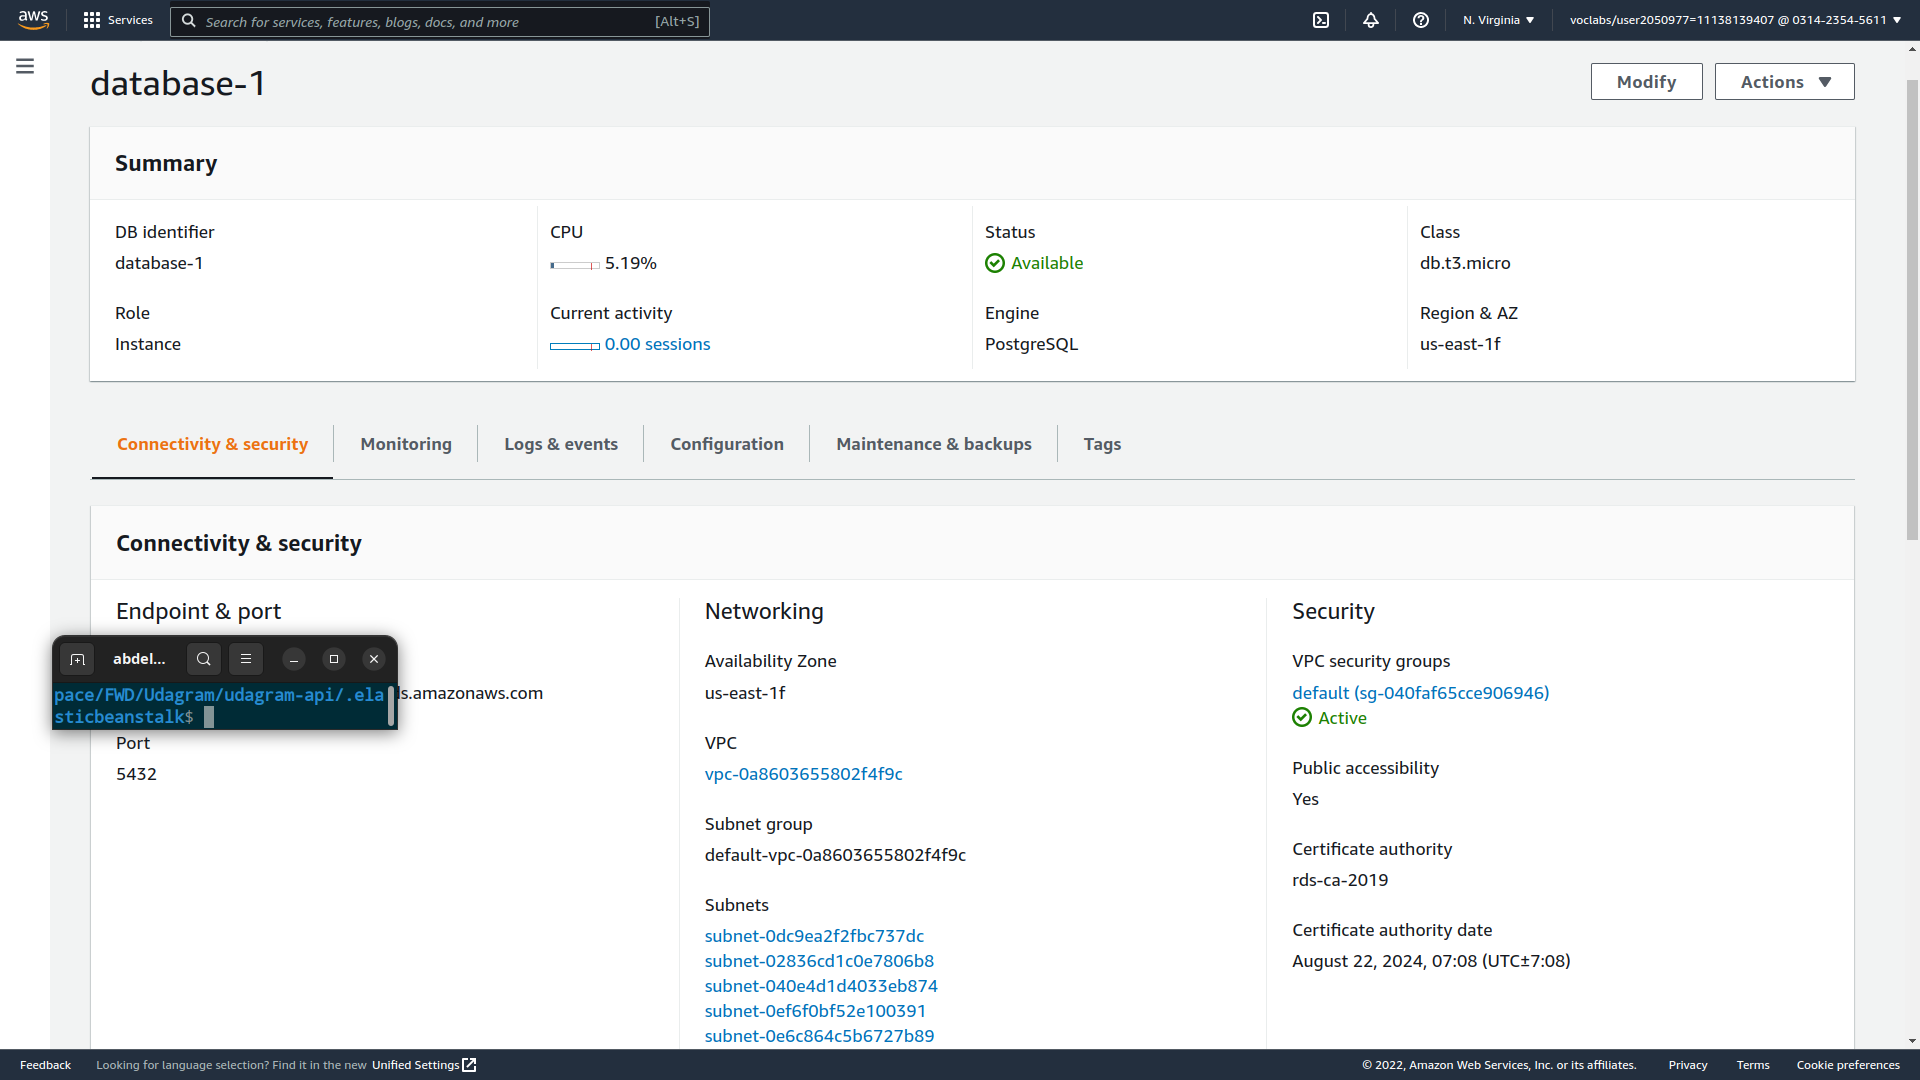 aws
Services
Search for services, features, blogs, docs, and more
[Alt+S]
N. Virginia
voclabs/user2050977=11138139407 @ 0314-2354-5611
database-1
Modify
Actions
Summary
DB identifier
database-1
CPU
5.19%
Status
Available
Class
db.t3.micro
Role
Instance
Current activity
0.00 sessions
Engine
PostgreSQL
Region & AZ
us-east-1f
Connectivity & security
Monitoring
Logs & events
Configuration
Maintenance & backups
Tags
Connectivity & security
Endpoint & port
abdel...
pace/FWD/Udagram/udagram-api/.ela
sticbeanstalk$
ds.amazonaws.com
Port
5432
Networking
Availability Zone
us-east-1f
VPC
vpc-0a8603655802f4f9c
Subnet group
default-vpc-0a8603655802f4f9c
Subnets
subnet-0dc9ea2f2fbc737dc
subnet-02836cd1c0e7806b8
subnet-040e4d1d4033eb874
subnet-0ef6f0bf52e100391
subnet-0e6c864c5b6727b89
Security
VPC security groups
default (sg-040faf65cce906946)
Active
Public accessibility
Yes
Certificate authority
rds-ca-2019
Certificate authority date
August 22, 2024, 07:08 (UTC±7:08)
Feedback
Looking for language selection? Find it in the new Unified Settings
© 2022, Amazon Web Services, Inc. or its affiliates.
Privacy
Terms
Cookie preferences